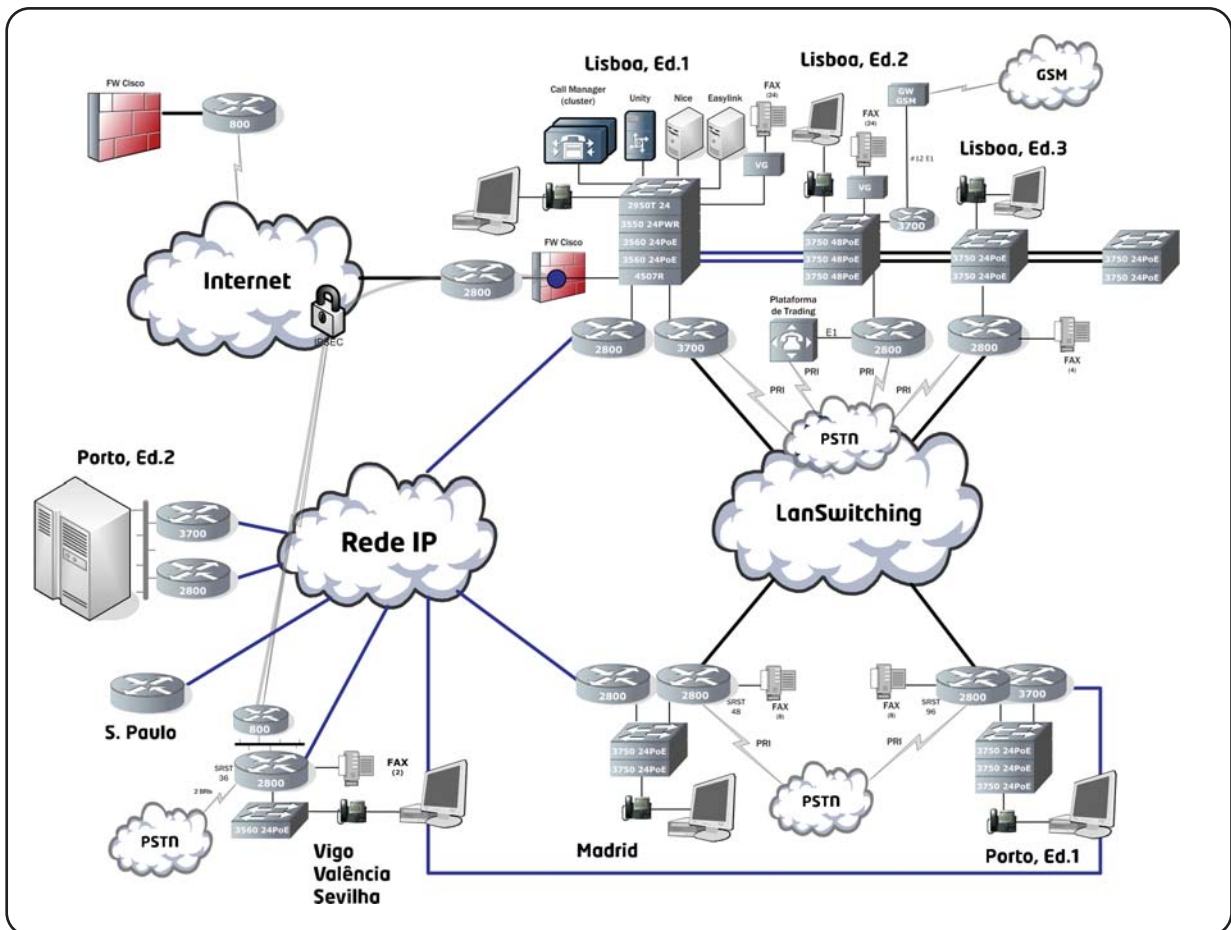 Lisboa, Ed.1
Lisboa, Ed.2
GSM
FW Cisco
Call Manager
(cluster)
Unity
Nice
Easylink
FAX
(24)
FAX
(24)
GW
GSM
800
VG
VG
#12 E1
Lisboa, Ed.3
2950T 24
3550 24PWR
3560 24PoE
3560 24PoE
4507R
3700
3750 48PoE
3750 48PoE
3750 48PoE
3750 24PoE
3750 24PoE
3750 24PoE
3750 24PoE
Internet
FW Cisco
2800
IPSEC
Plataforma
de Trading
E1
2800
3700
2800
2800
FAX
(4)
PRI
PRI
PRI
PRI
PSTN
Porto, Ed.2
LanSwitching
3700
Rede IP
2800
S. Paulo
800
2800
2800
SRST
48
FAX
(8)
FAX
(8)
SRST
96
2800
3700
PRI
PRI
SRST
36
2800
FAX
(2)
2 BRIs
PSTN
3560 24PoE
3750 24PoE
3750 24PoE
PSTN
3750 24PoE
3750 24PoE
3750 24PoE
Vigo
Valência
Sevilha
Madrid
Porto, Ed.1